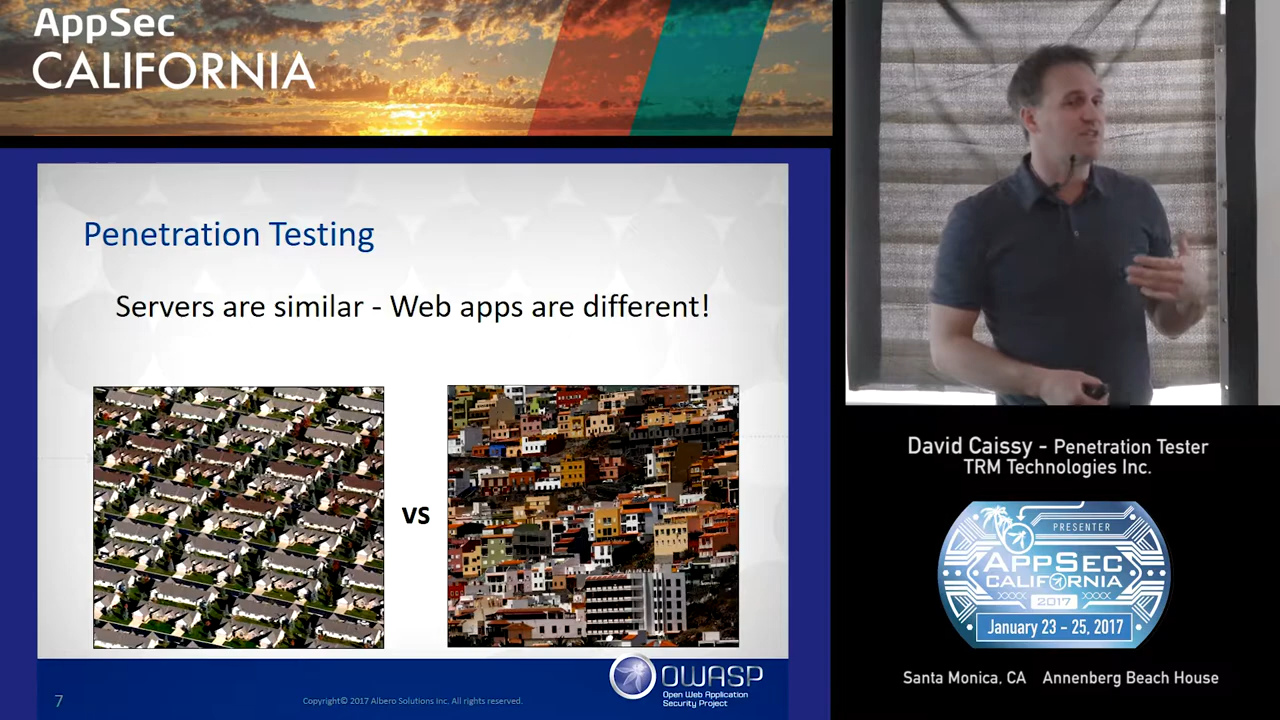 AppSec
CALIFORNIA
Penetration Testing
Servers are similar - Web apps are different!
vs
7
Copyright© 2017 Albero Solutions Inc. All rights reserved.
OWASP
Open Web Application
Security Project
David Caissy - Penetration Tester
TRM Technologies Inc.
PRESENTER
APPSEC
CALIFORNIA
2017
January 23 - 25, 2017
Santa Monica, CA Annenberg Beach House